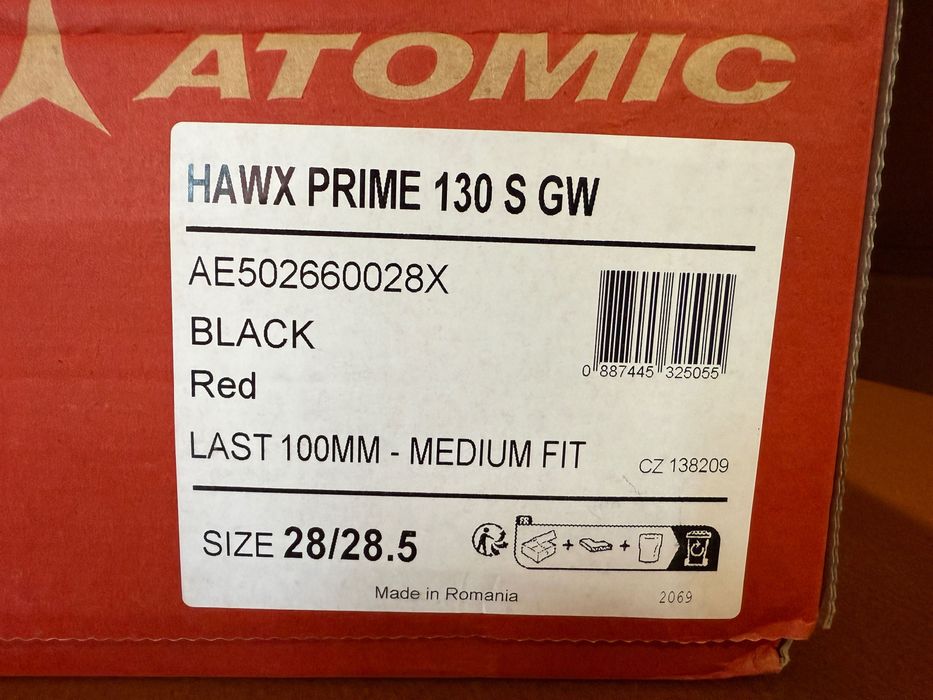 ATOMIC
HAWX PRIME 130 S GW
AE502660028X
BLACK
Red
0 887445 325055
LAST 100MM - MEDIUM FIT
CZ 138209
SIZE 28/28.5
FR
+ +
Made in Romania
2069